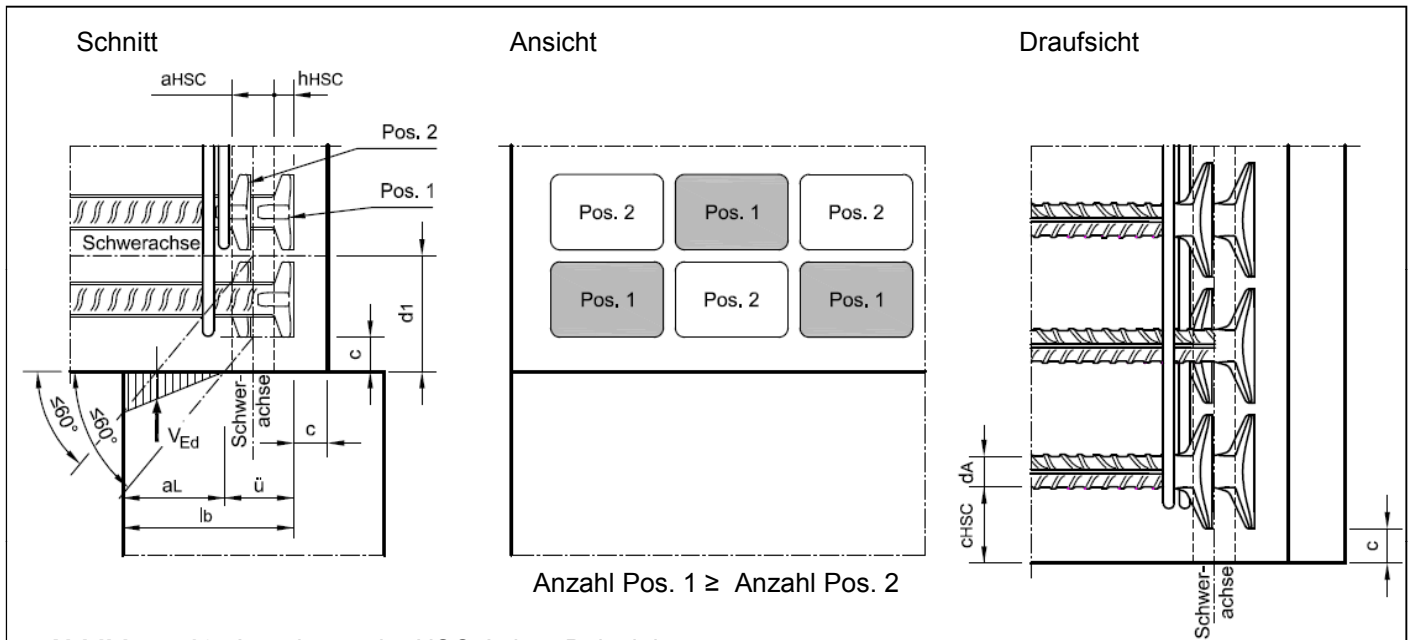 Schnitt
Ansicht
Draufsicht
aHSC
hHSC
Pos. 2
Pos. 1
Schwerachse
d1
c
≤60°
≤60°
VEd
Schwer-
achse
c
aL
ü
lb
Pos. 2
Pos. 1
Pos. 2
Pos. 1
Pos. 2
Pos. 1
Anzahl Pos. 1 ≥ Anzahl Pos. 2
dA
cHSC
c
Schwer-
achse